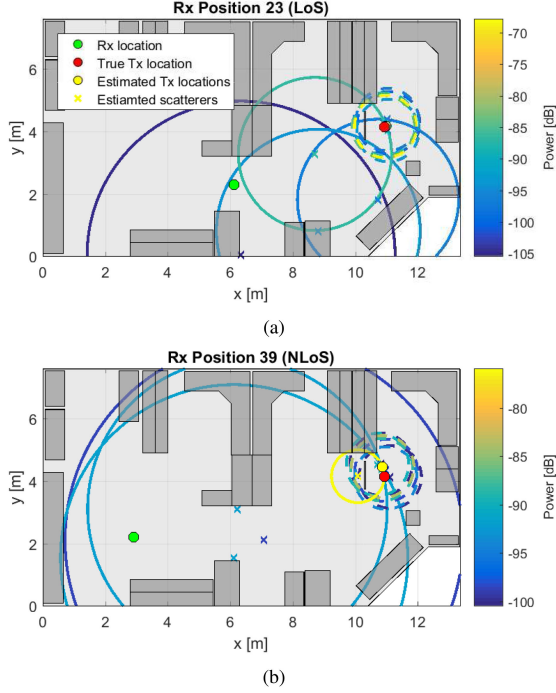 Rx Position 23 (LoS)
Rx location
True Tx location
Estimated Tx locations
Estiamted scatterers
6
4
2
0
y [m]
0 2 4 6 8 10 12
x [m]
-70
-75
-80
-85
-90
-95
-100
-105
Power [dB]
(a)
Rx Position 39 (NLoS)
6
4
2
0
y [m]
0 2 4 6 8 10 12
x [m]
-80
-85
-90
-95
-100
Power [dB]
(b)